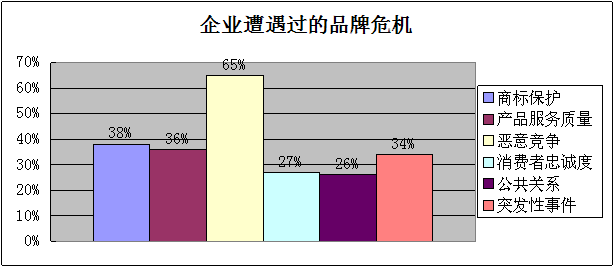 企业遭遇过的品牌危机
70%
60%
50%
40%
30%
20%
10%
0%
38%
36%
65%
27%
26%
34%
商标保护
产品服务质量
恶意竞争
消费者忠诚度
公共关系
突发性事件